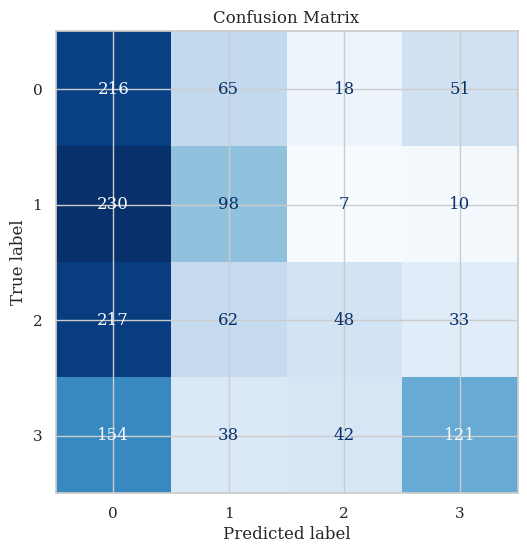 Confusion Matrix
True label
0 216 65 18 51
1 230 98 7 10
2 217 62 48 33
3 154 38 42 121
0 1 2 3
Predicted label